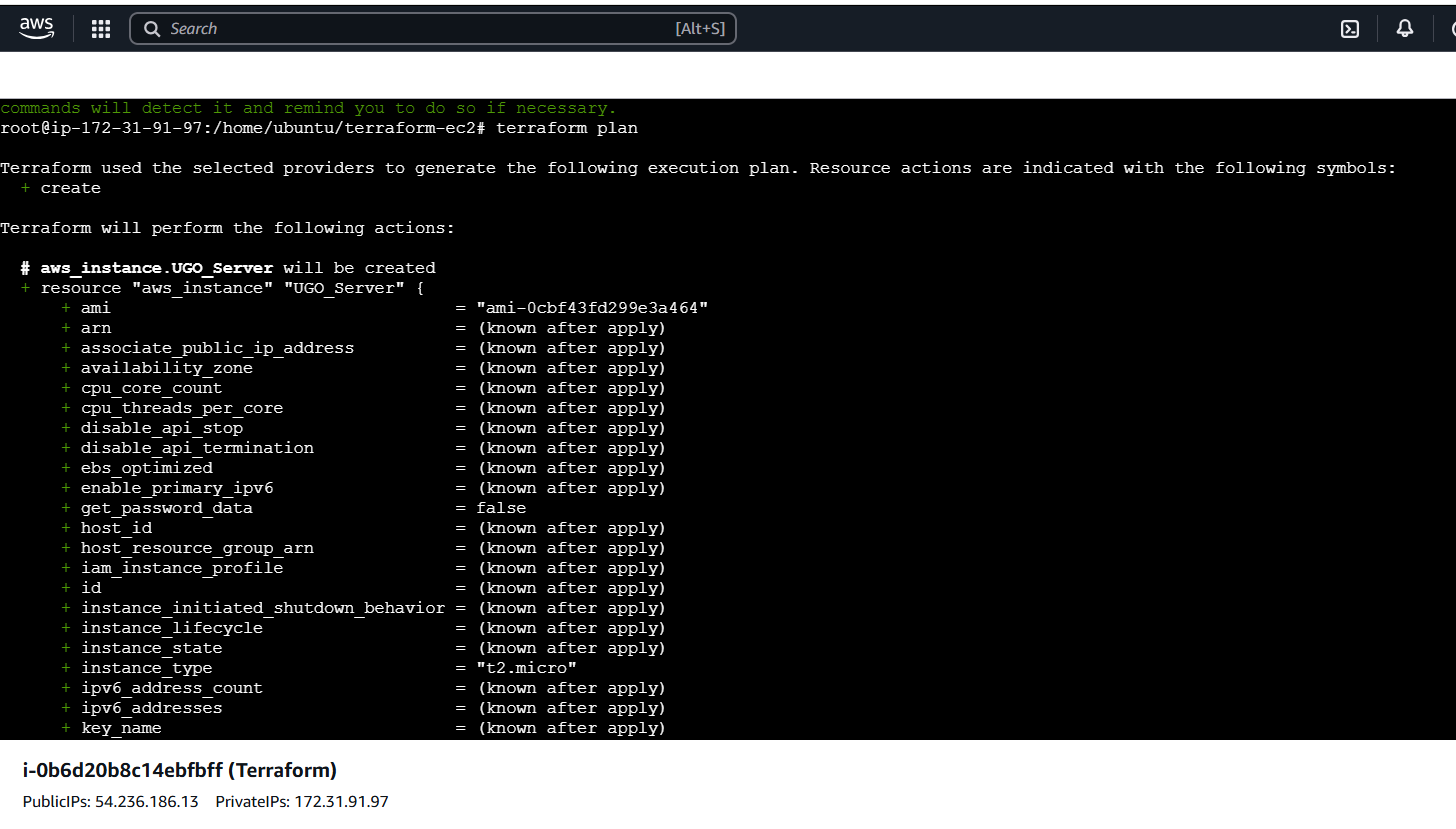 aws
Search [Alt+S]
commands will detect it and remind you to do so if necessary.
root@ip-172-31-91-97:/home/ubuntu/terraform-ec2# terraform plan
Terraform used the selected providers to generate the following execution plan. Resource actions are indicated with the following symbols:
+ create
Terraform will perform the following actions:
# aws_instance.UGO_Server will be created
+ resource "aws_instance" "UGO_Server" {
+ ami = "ami-0cbf43fd299e3a464"
+ arn = (known after apply)
+ associate_public_ip_address = (known after apply)
+ availability_zone = (known after apply)
+ cpu_core_count = (known after apply)
+ cpu_threads_per_core = (known after apply)
+ disable_api_stop = (known after apply)
+ disable_api_termination = (known after apply)
+ ebs_optimized = (known after apply)
+ enable_primary_ipv6 = (known after apply)
+ get_password_data = false
+ host_id = (known after apply)
+ host_resource_group_arn = (known after apply)
+ iam_instance_profile = (known after apply)
+ id = (known after apply)
+ instance_initiated_shutdown_behavior = (known after apply)
+ instance_lifecycle = (known after apply)
+ instance_state = (known after apply)
+ instance_type = "t2.micro"
+ ipv6_address_count = (known after apply)
+ ipv6_addresses = (known after apply)
+ key_name = (known after apply)
i-0b6d20b8c14ebfbff (Terraform)
PublicIPs: 54.236.186.13 PrivateIPs: 172.31.91.97